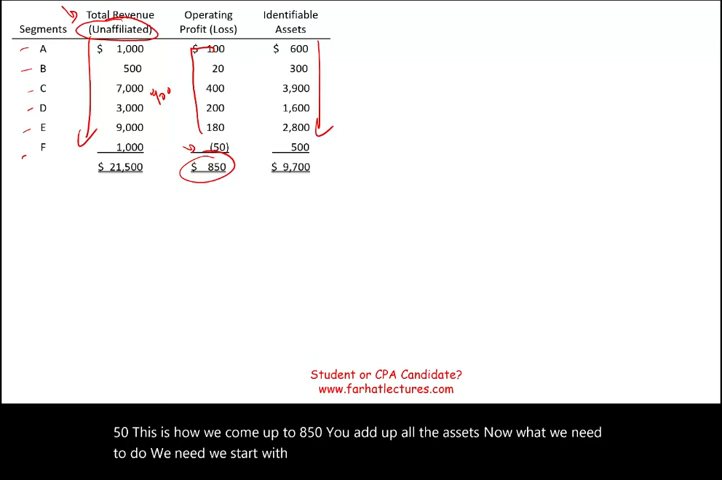 Total Revenue Operating Identifiable
Segments (Unaffiliated) Profit (Loss) Assets
A $ 1,000 $ 100 $ 600
B 500 20 300
C 7,000 400 3,900
D 3,000 200 1,600
E 9,000 180 2,800
F 1,000 (50) 500
$ 21,500 $ 850 $ 9,700
Student or CPA Candidate?
www.farhatlectures.com
50 This is how we come up to 850 You add up all the assets Now what we need
to do We need we start with